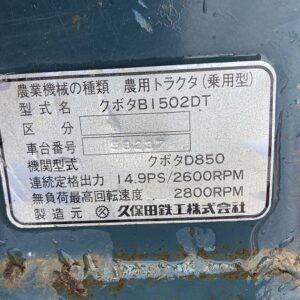 農業機械の種類 農用トラクタ(乗用型)
型式名 クボタB1502DT
区分
車台番号 53237
機関型式 クボタD850
連続定格出力 14.9PS/2600RPM
無負荷最高回転速度 2800RPM
製造元 久保田鉄工株式会社